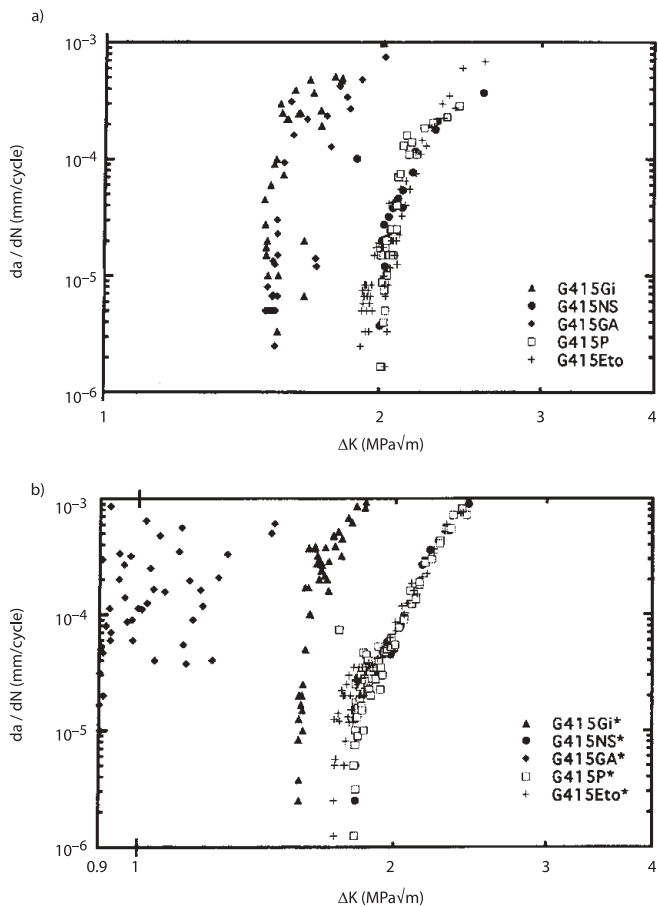 a)
10−3
10−4
10−5
10−6
da / dN (mm/cycle)
G415Gi
G415NS
G415GA
G415P
G415Eto
1 2 3 4
ΔK (MPa√m)
b)
10−3
10−4
10−5
10−6
da / dN (mm/cycle)
G415Gi*
G415NS*
G415GA*
G415P*
G415Eto*
0.9 1 2 3 4
ΔK (MPa√m)